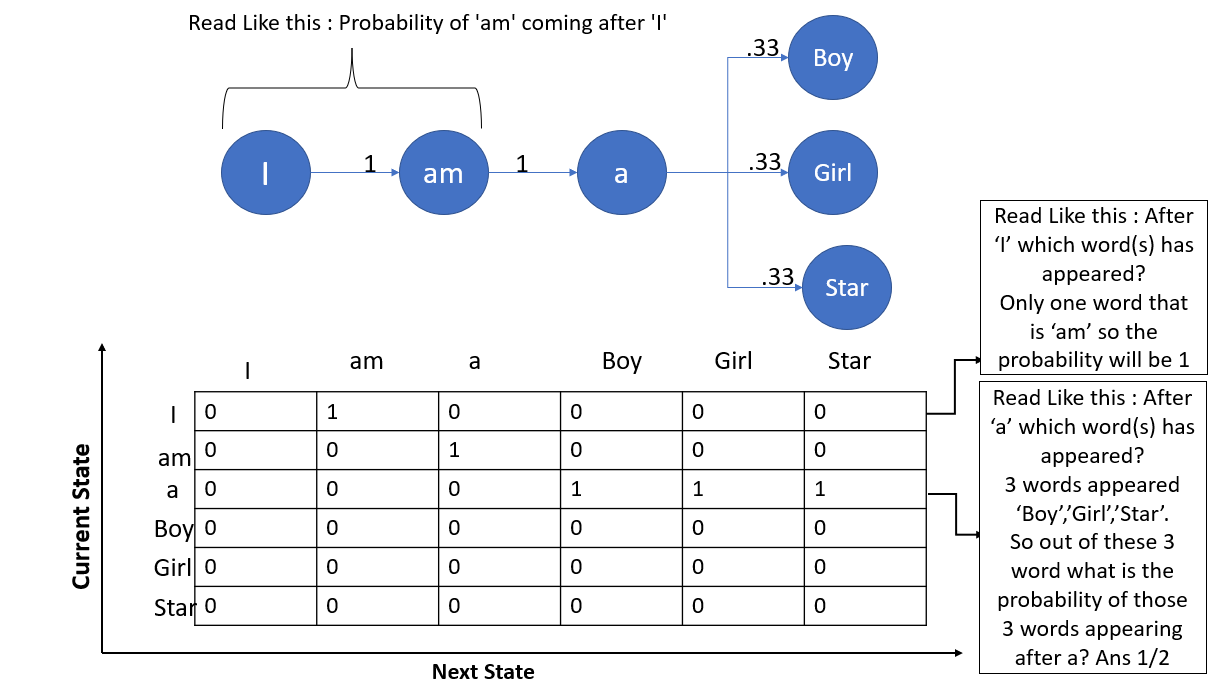 Read Like this : Probability of 'am' coming after 'I'
I
1
am
1
a
.33
Boy
.33
Girl
.33
Star
Read Like this : After
‘I’ which word(s) has
appeared?
Only one word that
is ‘am’ so the
probability will be 1
I am a Boy Girl Star
I 0 1 0 0 0 0
am 0 0 1 0 0 0
a 0 0 0 1 1 1
Boy 0 0 0 0 0 0
Girl 0 0 0 0 0 0
Star 0 0 0 0 0 0
Current State
Next State
Read Like this : After
‘a’ which word(s) has
appeared?
3 words appeared
‘Boy’,’Girl’,’Star’.
So out of these 3
word what is the
probability of those
3 words appearing
after a? Ans 1/2